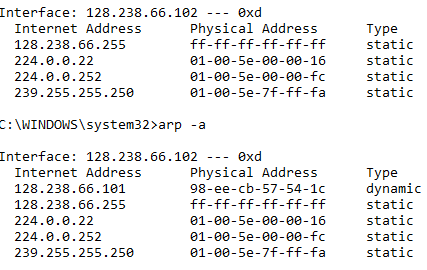 Interface: 128.238.66.102 --- 0xd
  Internet Address      Physical Address      Type
  128.238.66.255        ff-ff-ff-ff-ff-ff     static
  224.0.0.22            01-00-5e-00-00-16     static
  224.0.0.252           01-00-5e-00-00-fc     static
  239.255.255.250       01-00-5e-7f-ff-fa     static
C:\WINDOWS\system32>arp -a
Interface: 128.238.66.102 --- 0xd
  Internet Address      Physical Address      Type
  128.238.66.101        98-ee-cb-57-54-1c     dynamic
  128.238.66.255        ff-ff-ff-ff-ff-ff     static
  224.0.0.22            01-00-5e-00-00-16     static
  224.0.0.252           01-00-5e-00-00-fc     static
  239.255.255.250       01-00-5e-7f-ff-fa     static